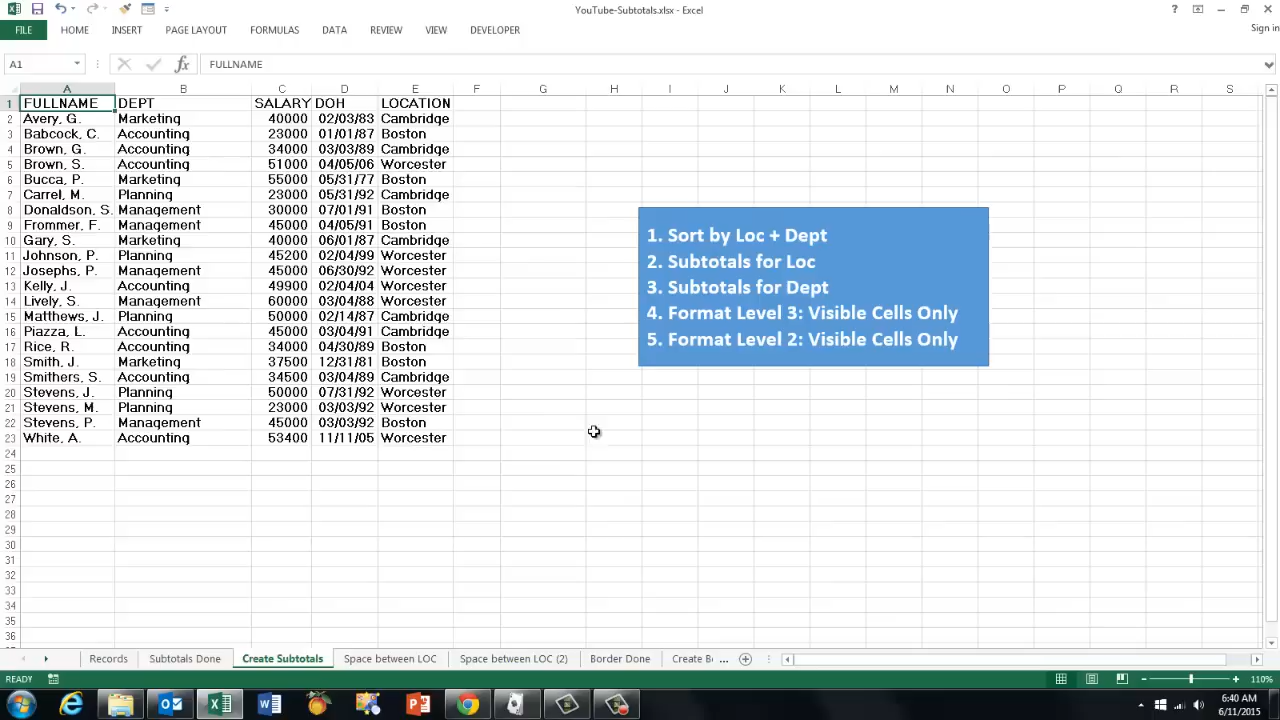 YouTube-Subtotals.xlsx - Excel
FILE HOME INSERT PAGE LAYOUT FORMULAS DATA REVIEW VIEW DEVELOPER Sign in
A1 fx FULLNAME
A B C D E F G H I J K L M N O P Q R S
1 FULLNAME DEPT SALARY DOH LOCATION
2 Avery, G. Marketing 40000 02/03/83 Cambridge
3 Babcock, C. Accounting 23000 01/01/87 Boston
4 Brown, G. Accounting 34000 03/03/89 Cambridge
5 Brown, S. Accounting 51000 04/05/06 Worcester
6 Bucca, P. Marketing 55000 05/31/77 Boston
7 Carrel, M. Planning 23000 05/31/92 Cambridge
8 Donaldson, S. Management 30000 07/01/91 Boston
9 Frommer, F. Management 45000 04/05/91 Boston
10 Gary, S. Marketing 40000 06/01/87 Cambridge
11 Johnson, P. Planning 45200 02/04/99 Worcester
12 Josephs, P. Management 45000 06/30/92 Worcester
13 Kelly, J. Accounting 49900 02/04/04 Worcester
14 Lively, S. Management 60000 03/04/88 Worcester
15 Matthews, J. Planning 50000 02/14/87 Cambridge
16 Piazza, L. Accounting 45000 03/04/91 Cambridge
17 Rice, R. Accounting 34000 04/30/89 Boston
18 Smith, J. Marketing 37500 12/31/81 Boston
19 Smithers, S. Accounting 34500 03/04/89 Cambridge
20 Stevens, J. Planning 50000 07/31/92 Worcester
21 Stevens, M. Planning 23000 03/03/92 Worcester
22 Stevens, P. Management 45000 03/03/92 Boston
23 White, A. Accounting 53400 11/11/05 Worcester
24
25
26
27
28
29
30
31
32
33
34
35
36
1. Sort by Loc + Dept
2. Subtotals for Loc
3. Subtotals for Dept
4. Format Level 3: Visible Cells Only
5. Format Level 2: Visible Cells Only
Records Subtotals Done Create Subtotals Space between LOC Space between LOC (2) Border Done Create B ...
READY 110%
6:40 AM
6/11/2015